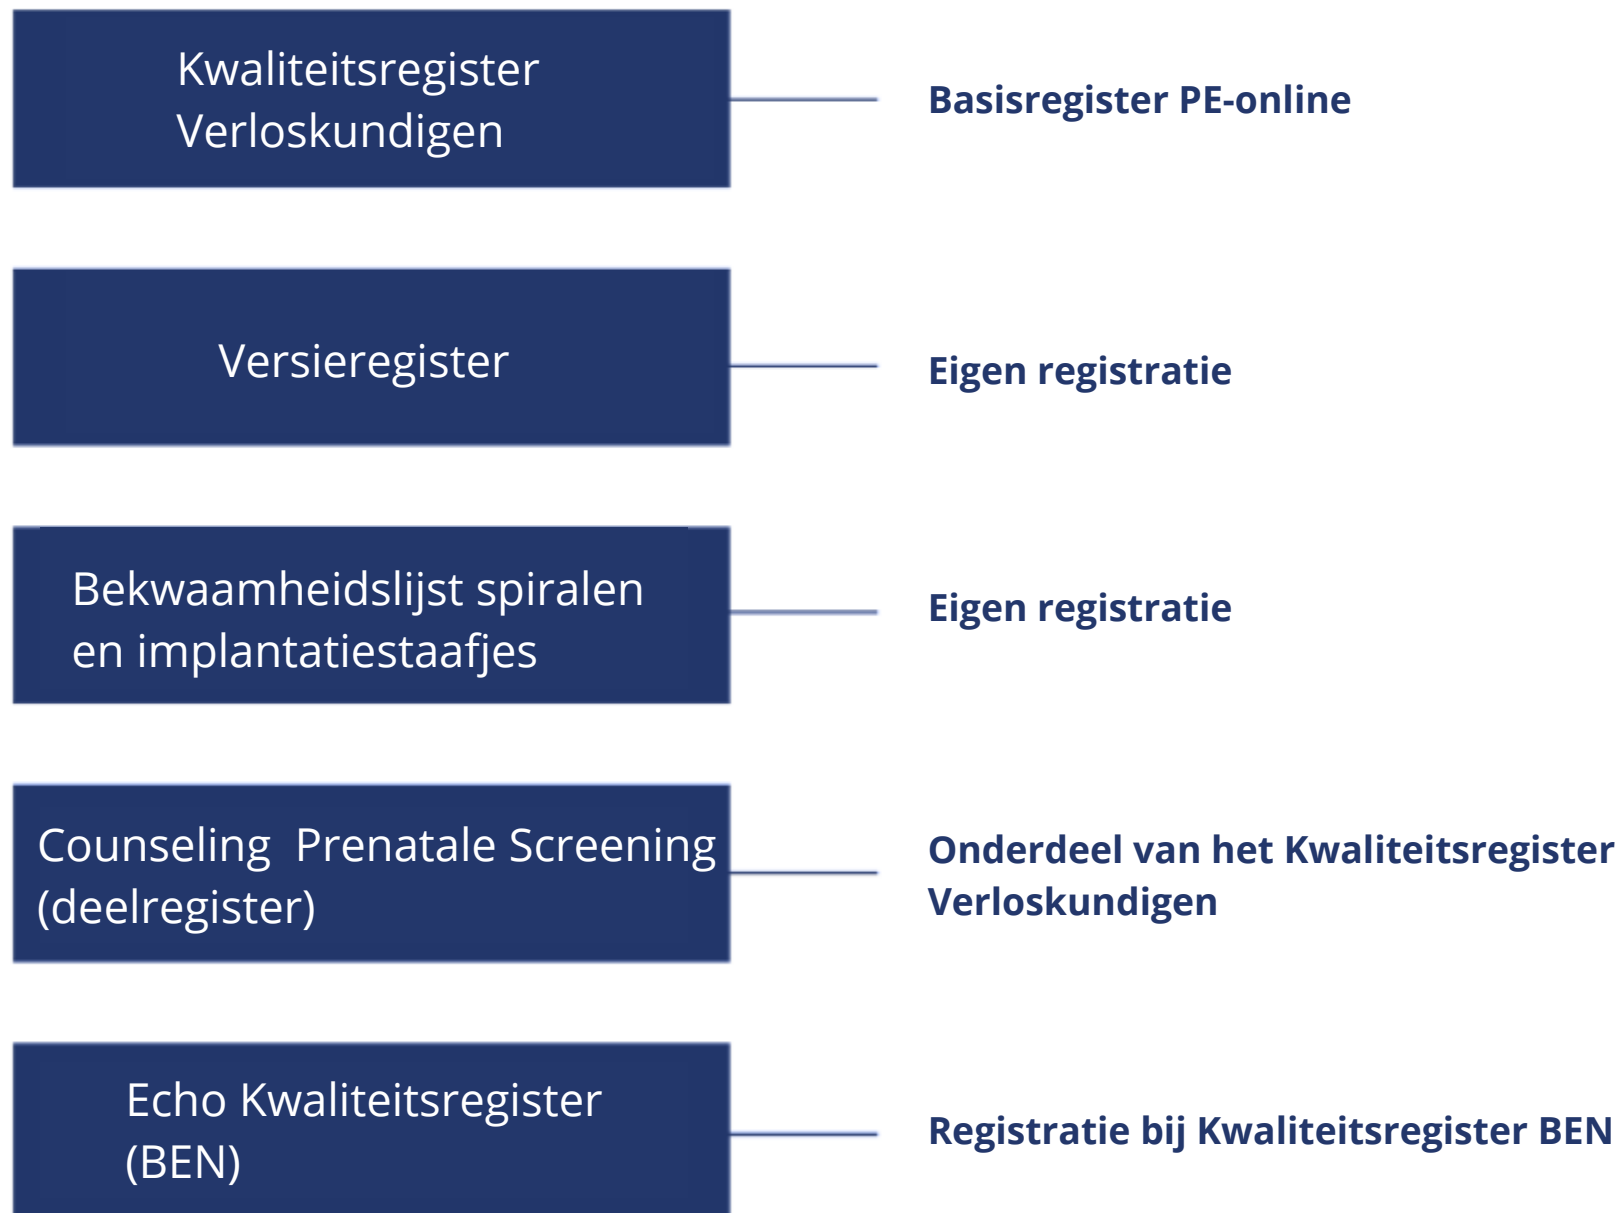 Kwaliteitsregister
Verloskundigen
Basisregister PE-online
Versieregister
Eigen registratie
Bekwaamheidslijst spiralen
en implantatiestaafjes
Eigen registratie
Counseling  Prenatale Screening
(deelregister)
Onderdeel van het Kwaliteitsregister
Verloskundigen
Echo Kwaliteitsregister
(BEN)
Registratie bij Kwaliteitsregister BEN